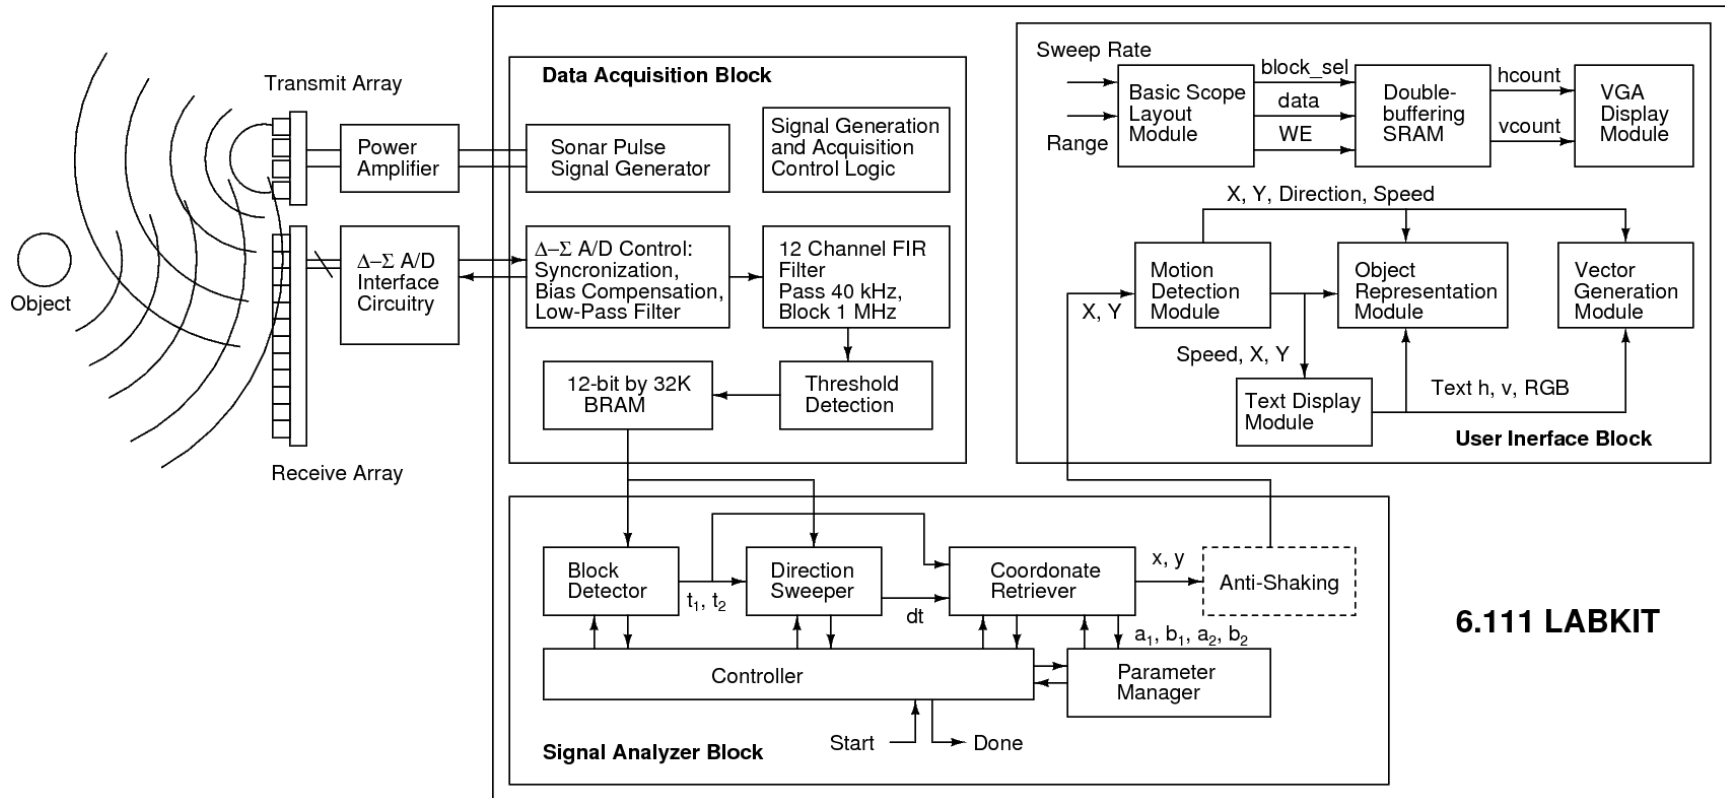 Transmit Array
Object
Receive Array
Power
Amplifier
Δ–Σ A/D
Interface
Circuitry
Data Acquisition Block
Sonar Pulse
Signal Generator
Signal Generation
and Acquisition
Control Logic
Δ–Σ A/D Control:
Syncronization,
Bias Compensation,
Low-Pass Filter
12 Channel FIR
Filter
Pass 40 kHz,
Block 1 MHz
12-bit by 32K
BRAM
Threshold
Detection
Sweep Rate
Range
Basic Scope
Layout
Module
block_sel
data
WE
Double-
buffering
SRAM
hcount
vcount
VGA
Display
Module
X, Y, Direction, Speed
X, Y
Motion
Detection
Module
Object
Representation
Module
Vector
Generation
Module
Speed, X, Y
Text Display
Module
Text h, v, RGB
User Inerface Block
Block
Detector
t1, t2
Direction
Sweeper
dt
Coordonate
Retriever
x, y
Anti-Shaking
a1, b1, a2, b2
Controller
Parameter
Manager
Start
Done
Signal Analyzer Block
6.111 LABKIT